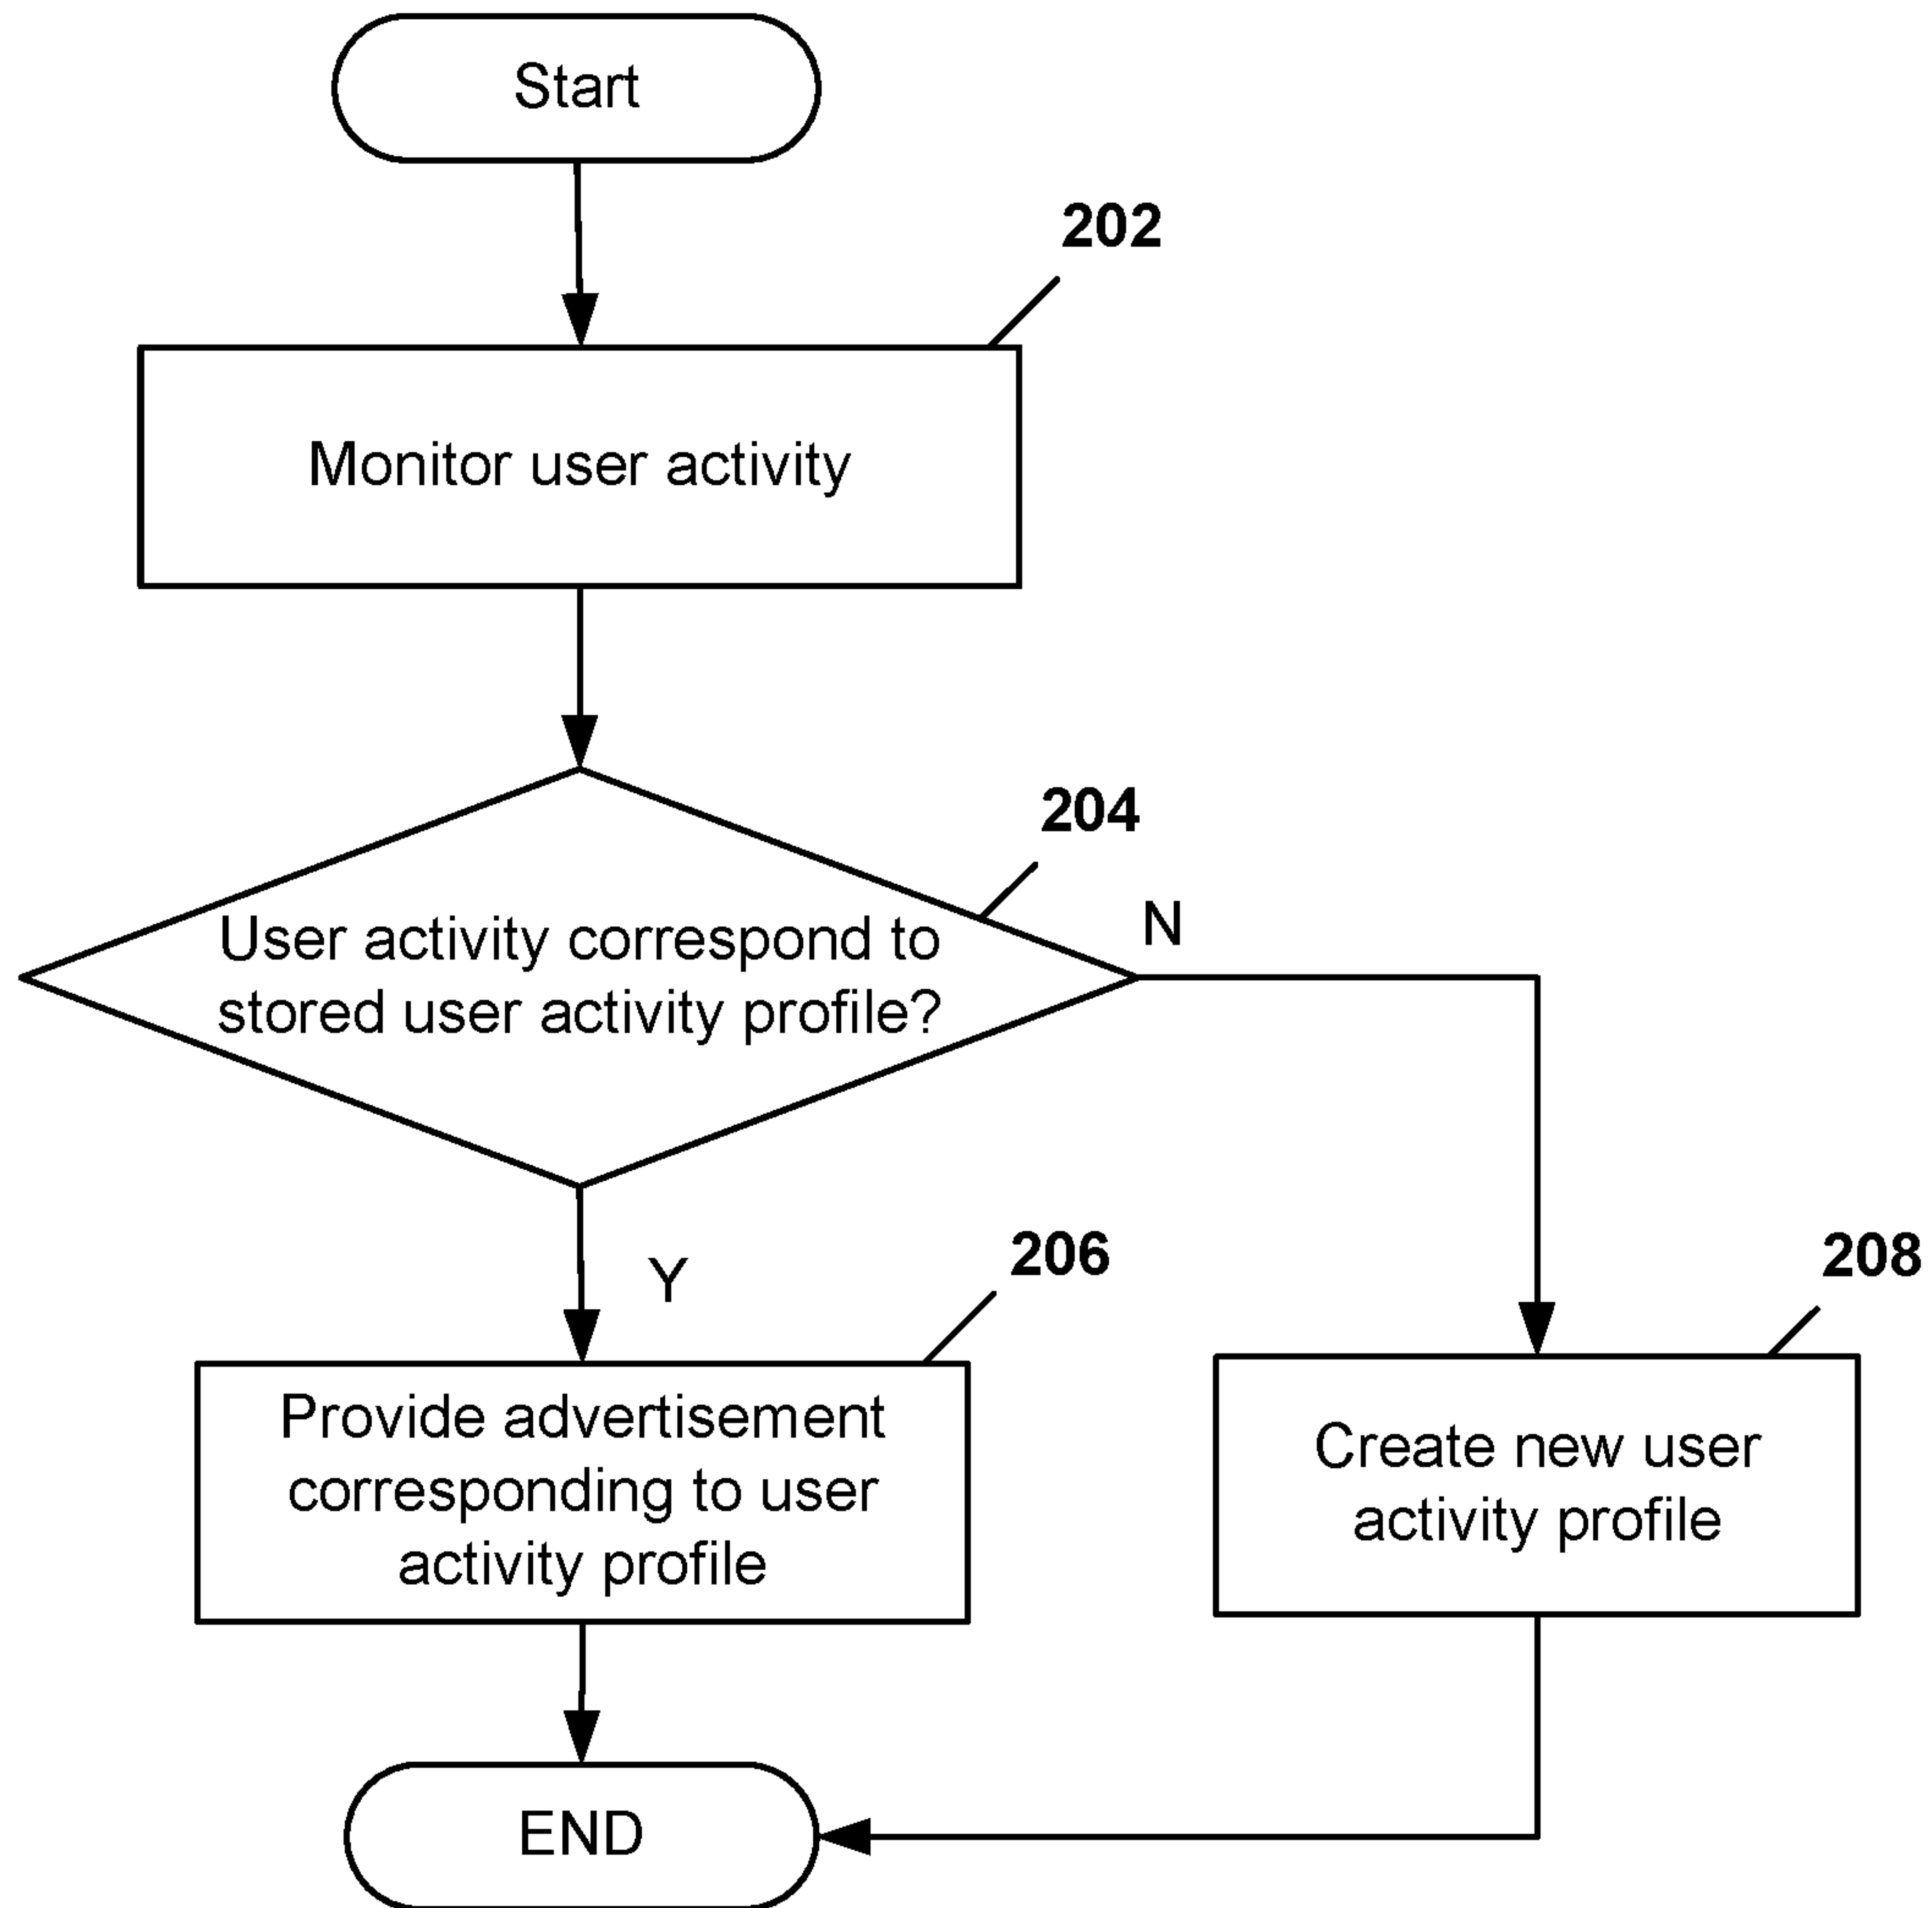 Start
202
Monitor user activity
204
N
User activity correspond to
stored user activity profile?
Y
206
208
Provide advertisement
corresponding to user
activity profile
Create new user
activity profile
END